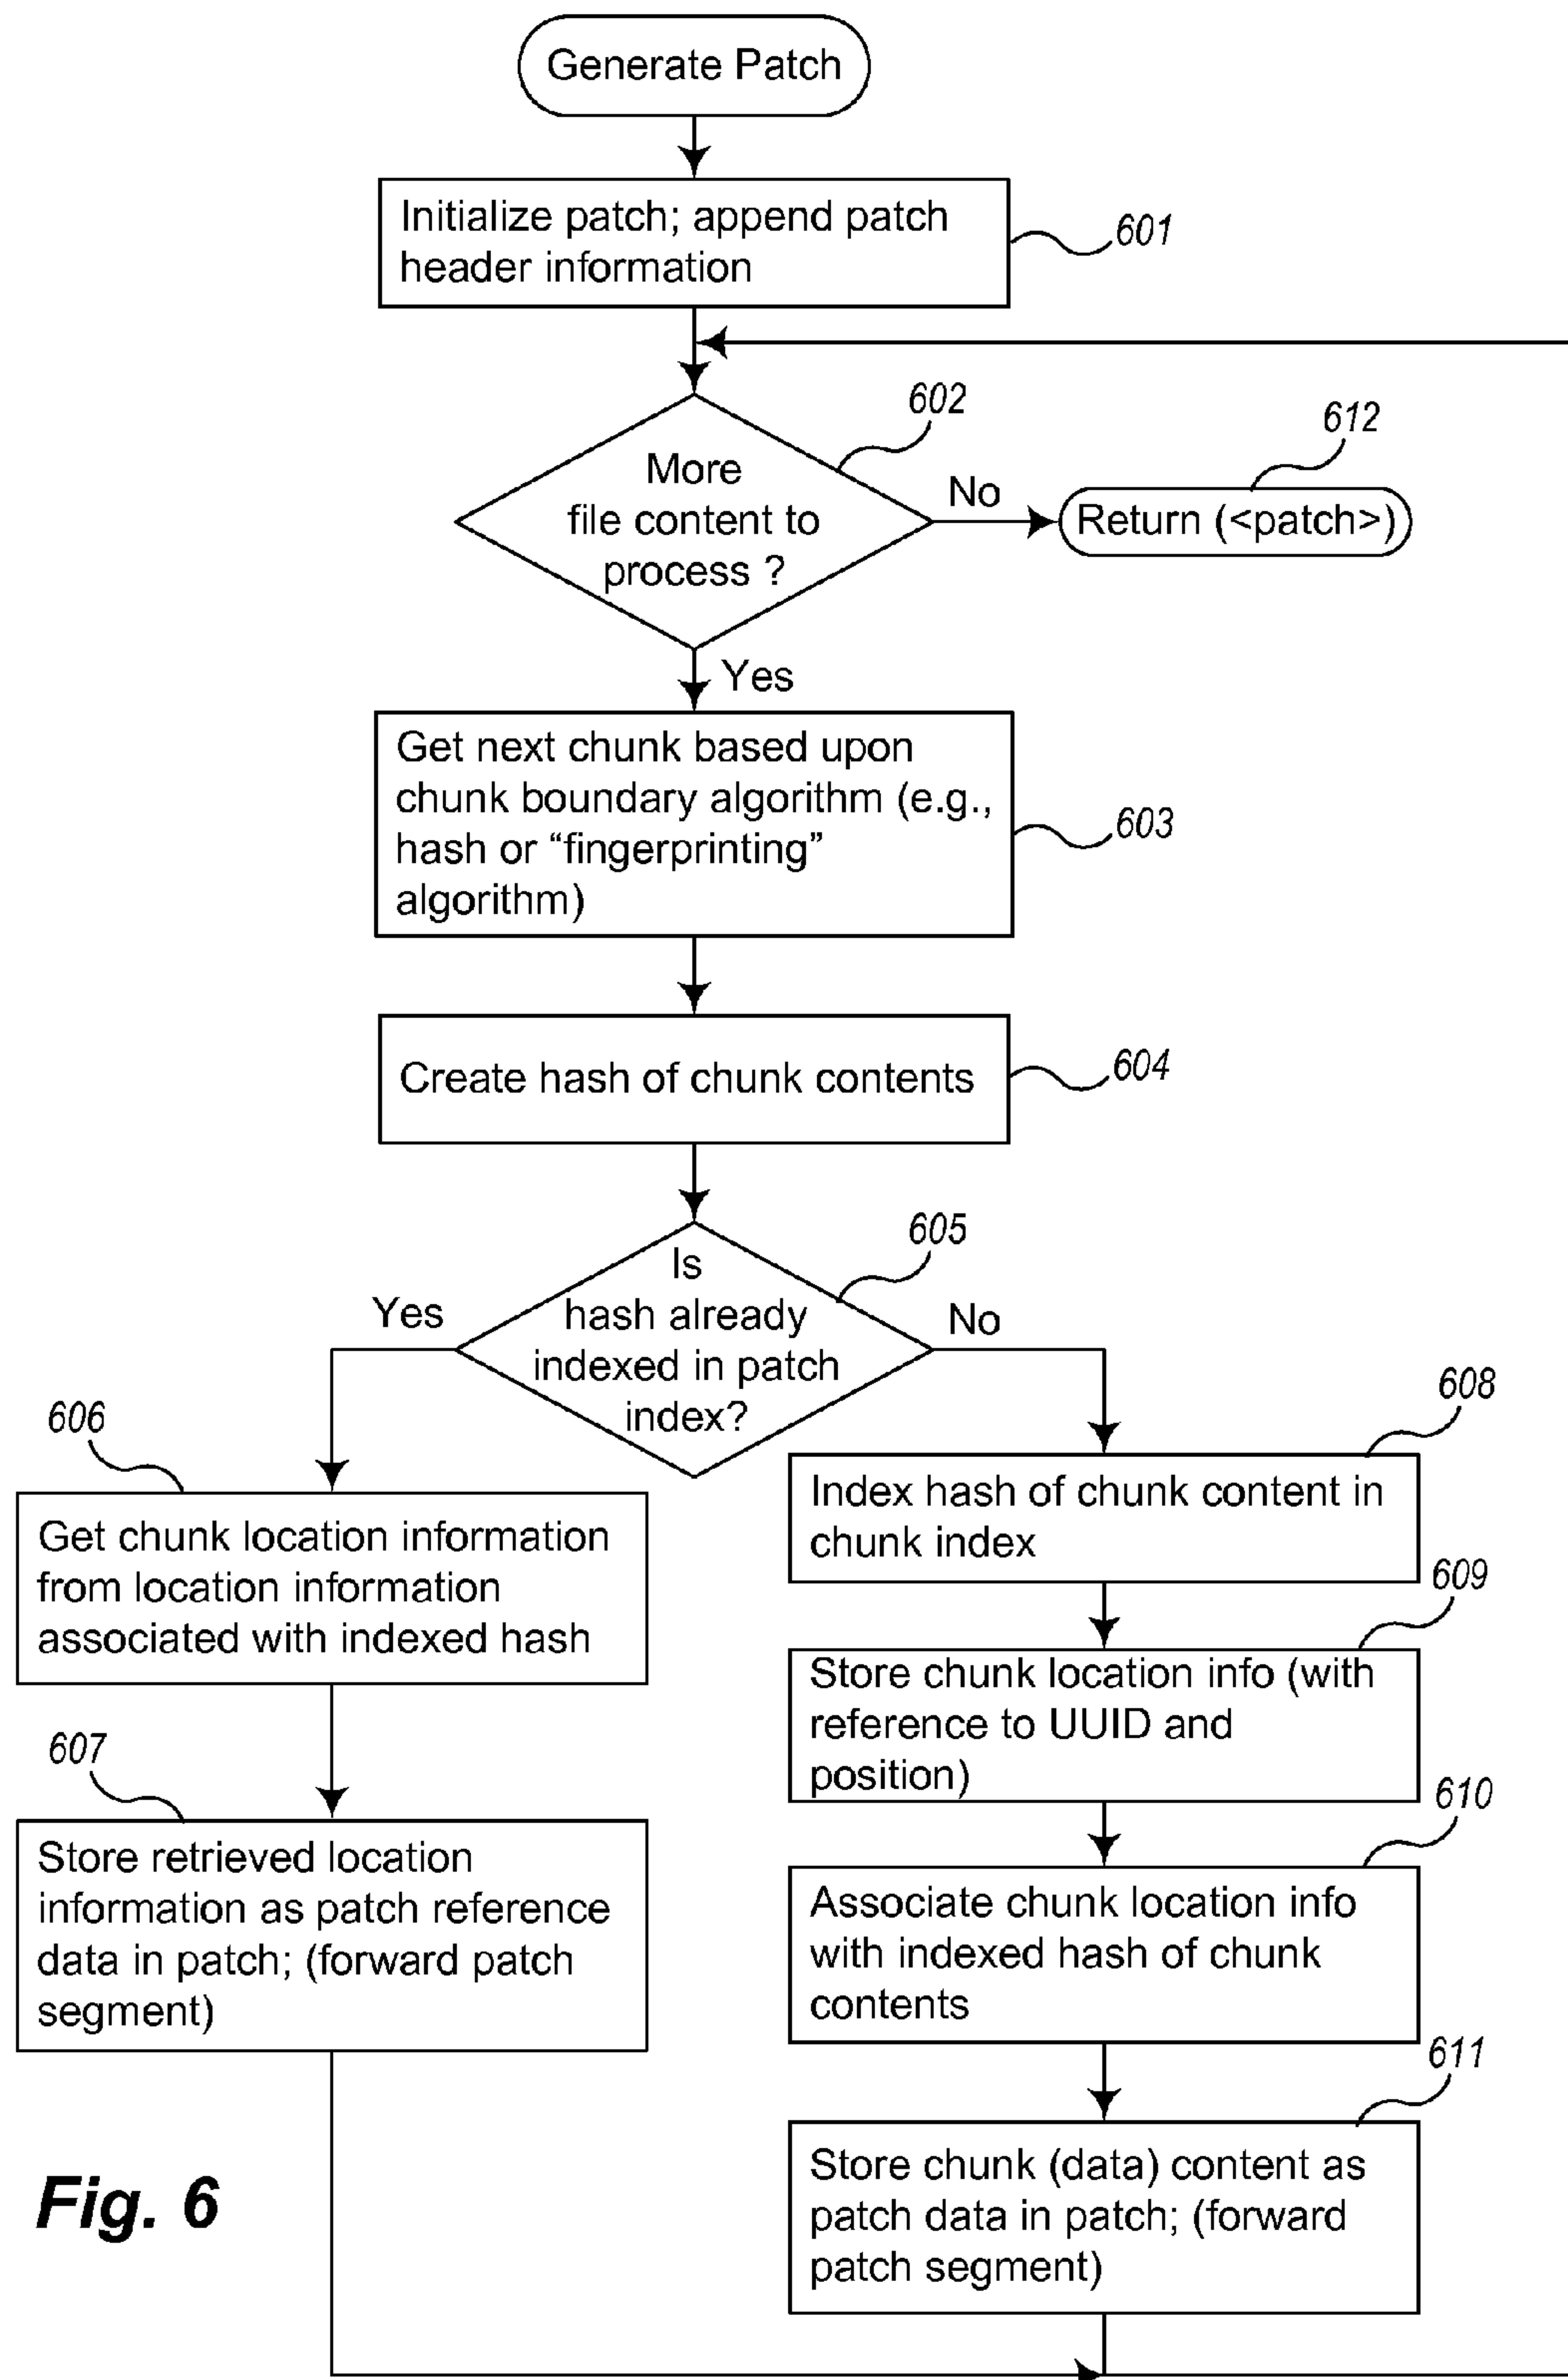 Generate Patch
Initialize patch; append patch
header information
601
602
More
file content to
process ?
No
612
Return (<patch>)
Yes
Get next chunk based upon
chunk boundary algorithm (e.g.,
hash or “fingerprinting”
algorithm)
603
Create hash of chunk contents
604
605
Is
hash already
indexed in patch
index?
Yes
No
606
Get chunk location information
from location information
associated with indexed hash
607
Store retrieved location
information as patch reference
data in patch; (forward patch
segment)
608
Index hash of chunk content in
chunk index
609
Store chunk location info (with
reference to UUID and
position)
610
Associate chunk location info
with indexed hash of chunk
contents
611
Store chunk (data) content as
patch data in patch; (forward
patch segment)
Fig. 6